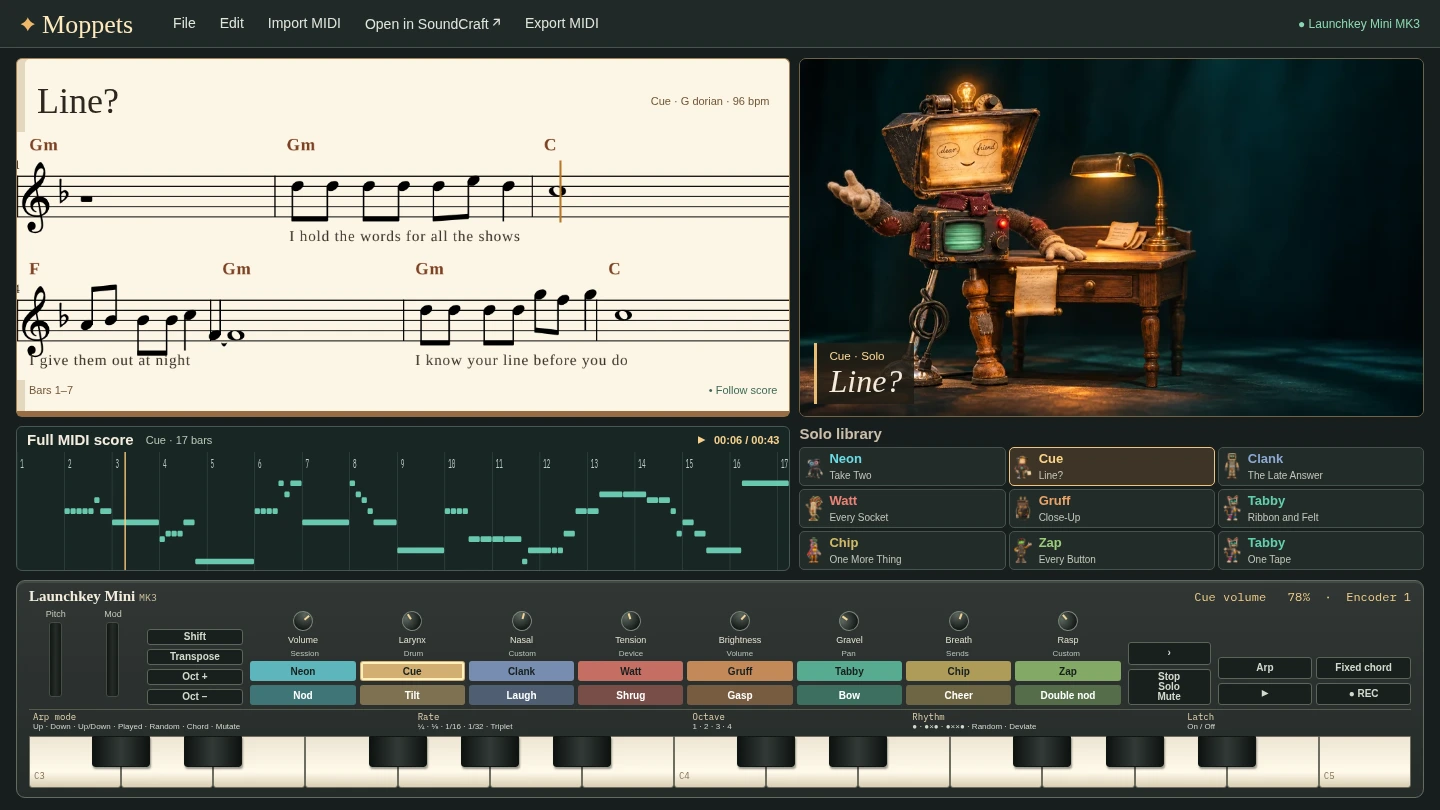 ✦ Moppets File Edit Import MIDI Open in SoundCraft ↗ Export MIDI ● Launchkey Mini MK3
Line?
Cue · G dorian · 96 bpm
Gm Gm C
I hold the words for all the shows
F Gm Gm C
I give them out at night I know your line before you do
Bars 1–7 • Follow score
dear friend
Cue · Solo
Line?
Full MIDI score Cue · 17 bars ► 00:06 / 00:43
1 2 3 4 5 6 7 8 9 10 11 12 13 14 15 16 17
Solo library
Neon Cue Clank
Take Two Line? The Late Answer
Watt Gruff Tabby
Every Socket Close-Up Ribbon and Felt
Chip Zap Tabby
One More Thing Every Button One Tape
Launchkey Mini MK3 Cue volume 78% · Encoder 1
Pitch Mod
Shift
Transpose
Oct +
Oct −
Volume Larynx Nasal Tension Brightness Gravel Breath Rasp
Session Drum Custom Device Volume Pan Sends Custom
Neon Cue Clank Watt Gruff Tabby Chip Zap
Nod Tilt Laugh Shrug Gasp Bow Cheer Double nod
›
Stop
Solo
Mute
Arp Fixed chord
► ● REC
Arp mode Rate Octave Rhythm Latch
Up · Down · Up/Down · Played · Random · Chord · Mutate ¼ · ⅛ · 1/16 · 1/32 · Triplet 1 · 2 · 3 · 4 ● · ●×● · ●××● · Random · Deviate On / Off
C3 C4 C5